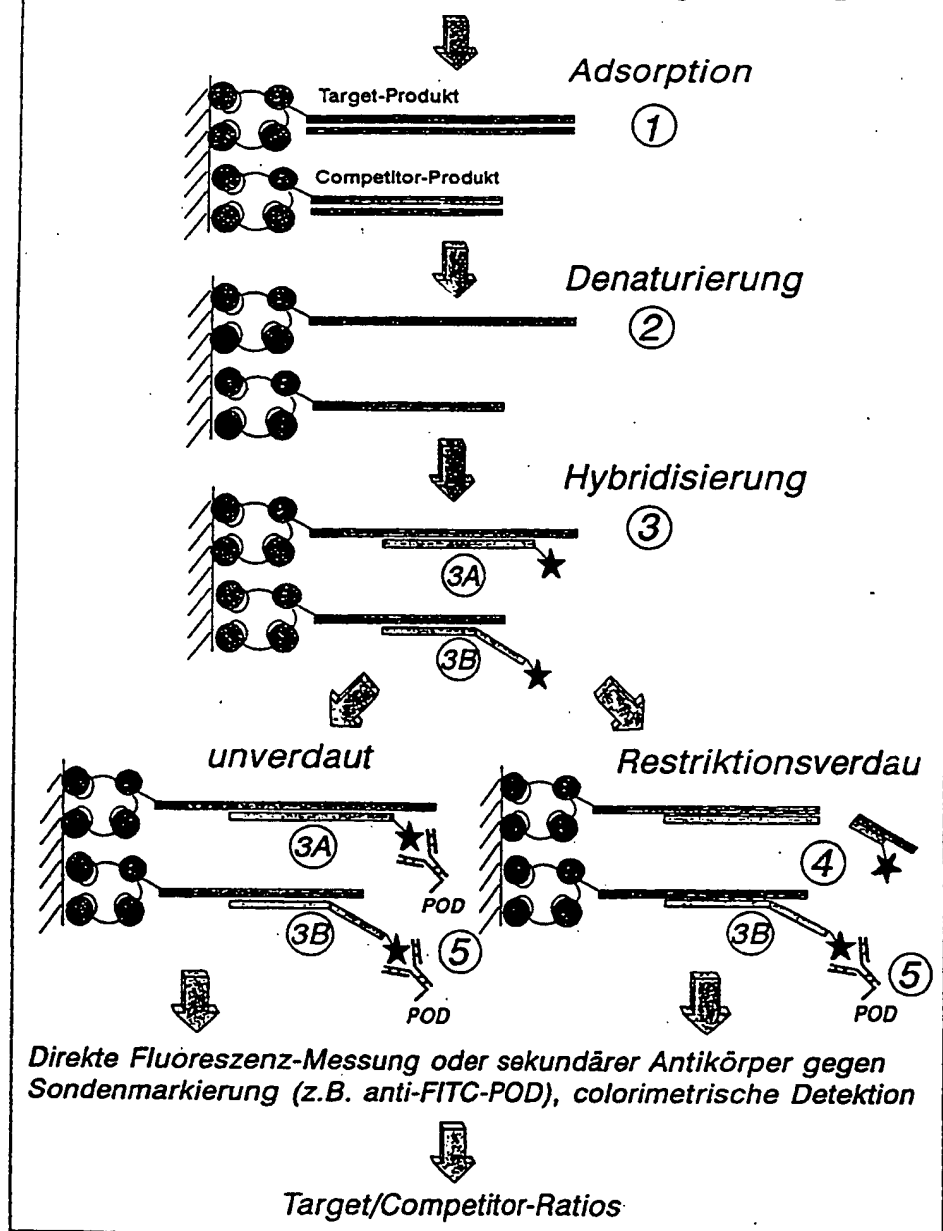 Adsorption
Target-Produkt
1
Competitor-Produkt
Denaturierung
2
Hybridisierung
3
3A
3B
unverdaut
Restriktionsverdau
3A
4
POD
3B
5
3B
5
POD
POD
Direkte Fluoreszenz-Messung oder sekundärer Antikörper gegen
Sondenmarkierung (z.B. anti-FITC-POD), colorimetrische Detektion
Target/Competitor-Ratios